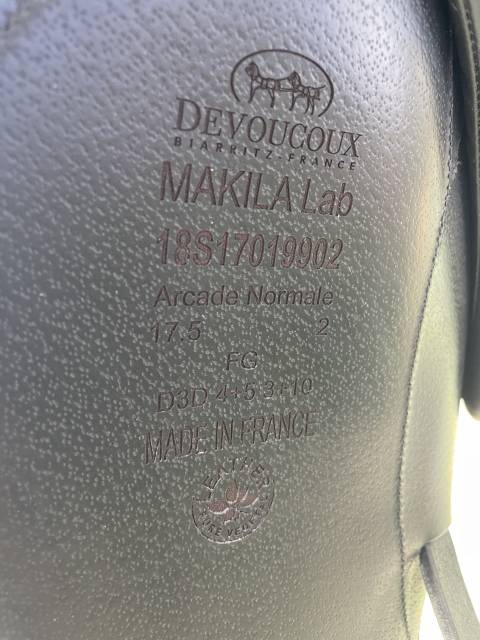 DEVOUCOUX
BIARRITZ-FRANCE
MAKILA Lab
18S17019902
Arcade Normale
17.5 2
FG
D3D 4+5 3+10
MADE IN FRANCE